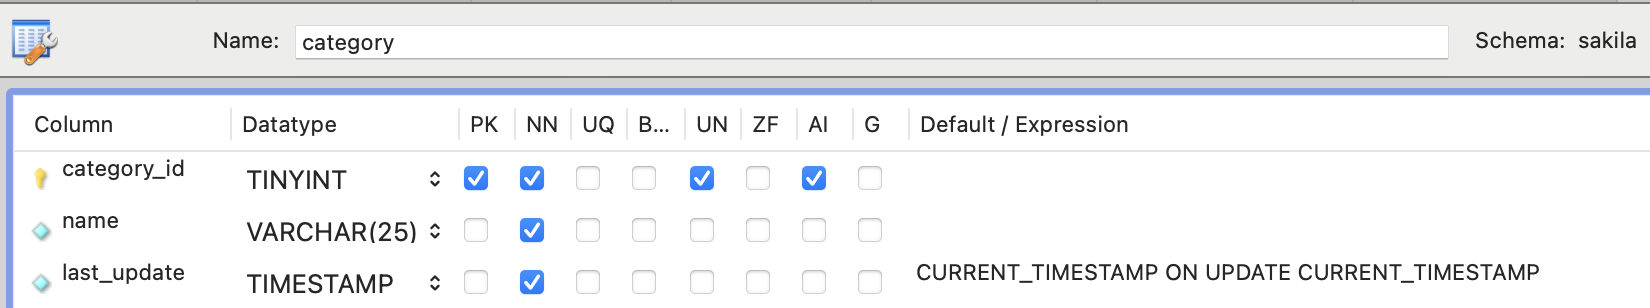 Name: category Schema: sakila
Column Datatype PK NN UQ B... UN ZF AI G Default / Expression
category_id TINYINT
name VARCHAR(25)
last_update TIMESTAMP CURRENT_TIMESTAMP ON UPDATE CURRENT_TIMESTAMP